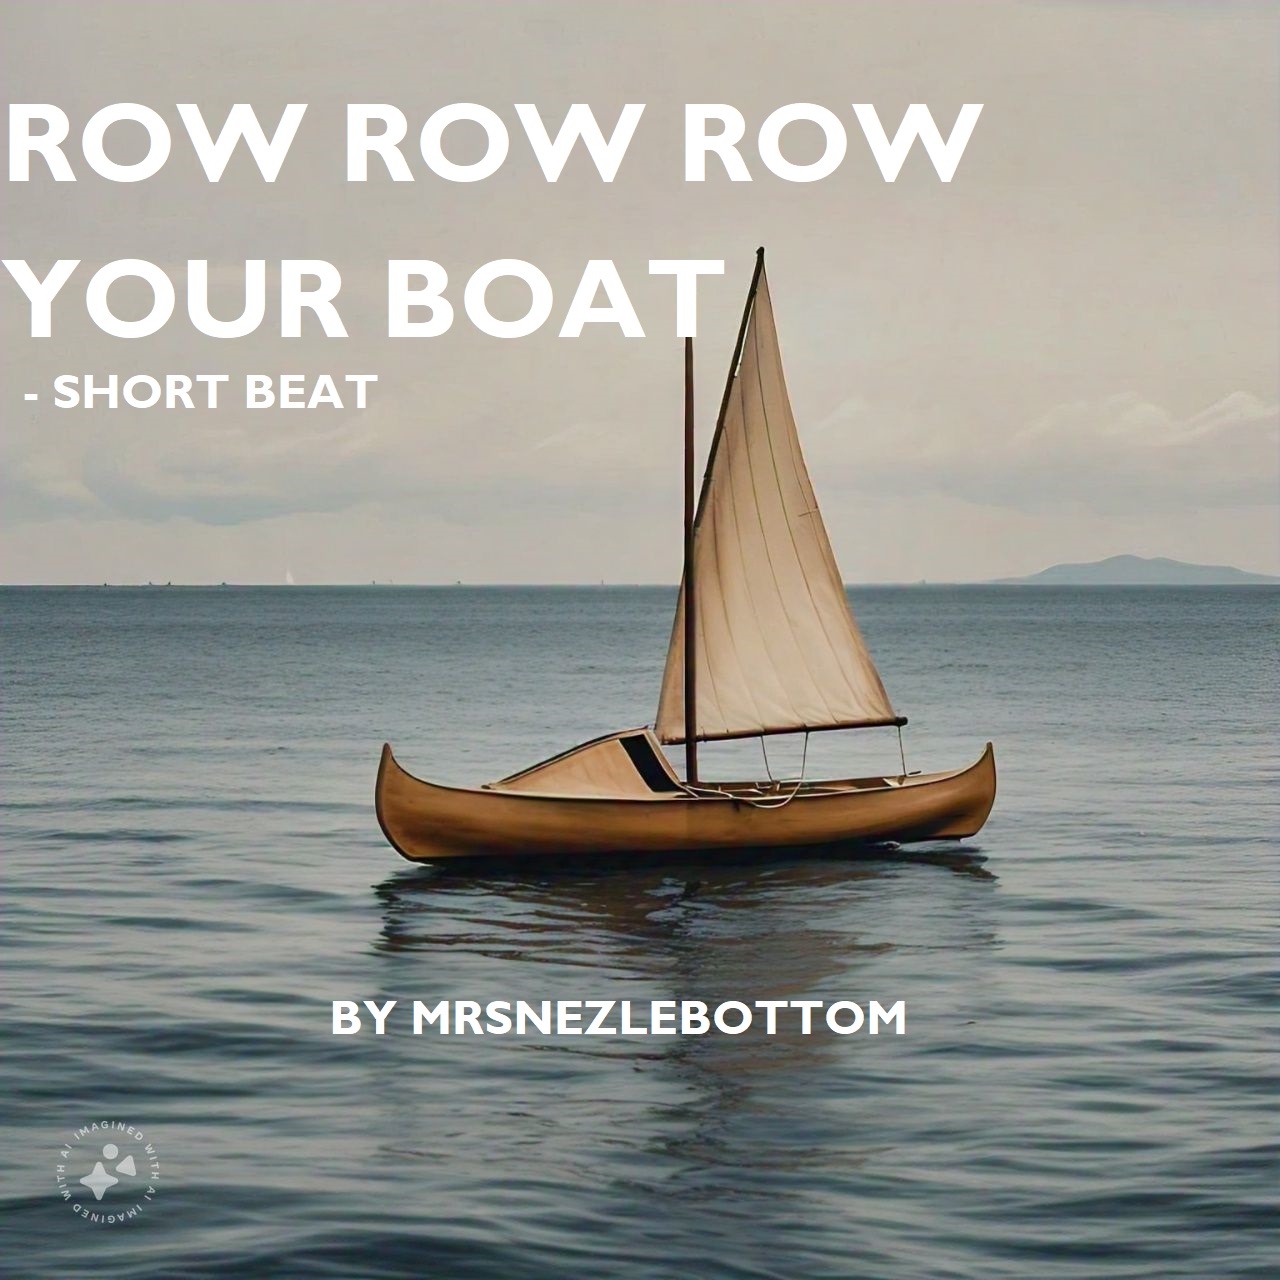 ROW ROW ROW
YOUR BOAT
- SHORT BEAT
BY MRSNEZLEBOTTOM
IMAGINED WITH AI IMAGINED WITH AI